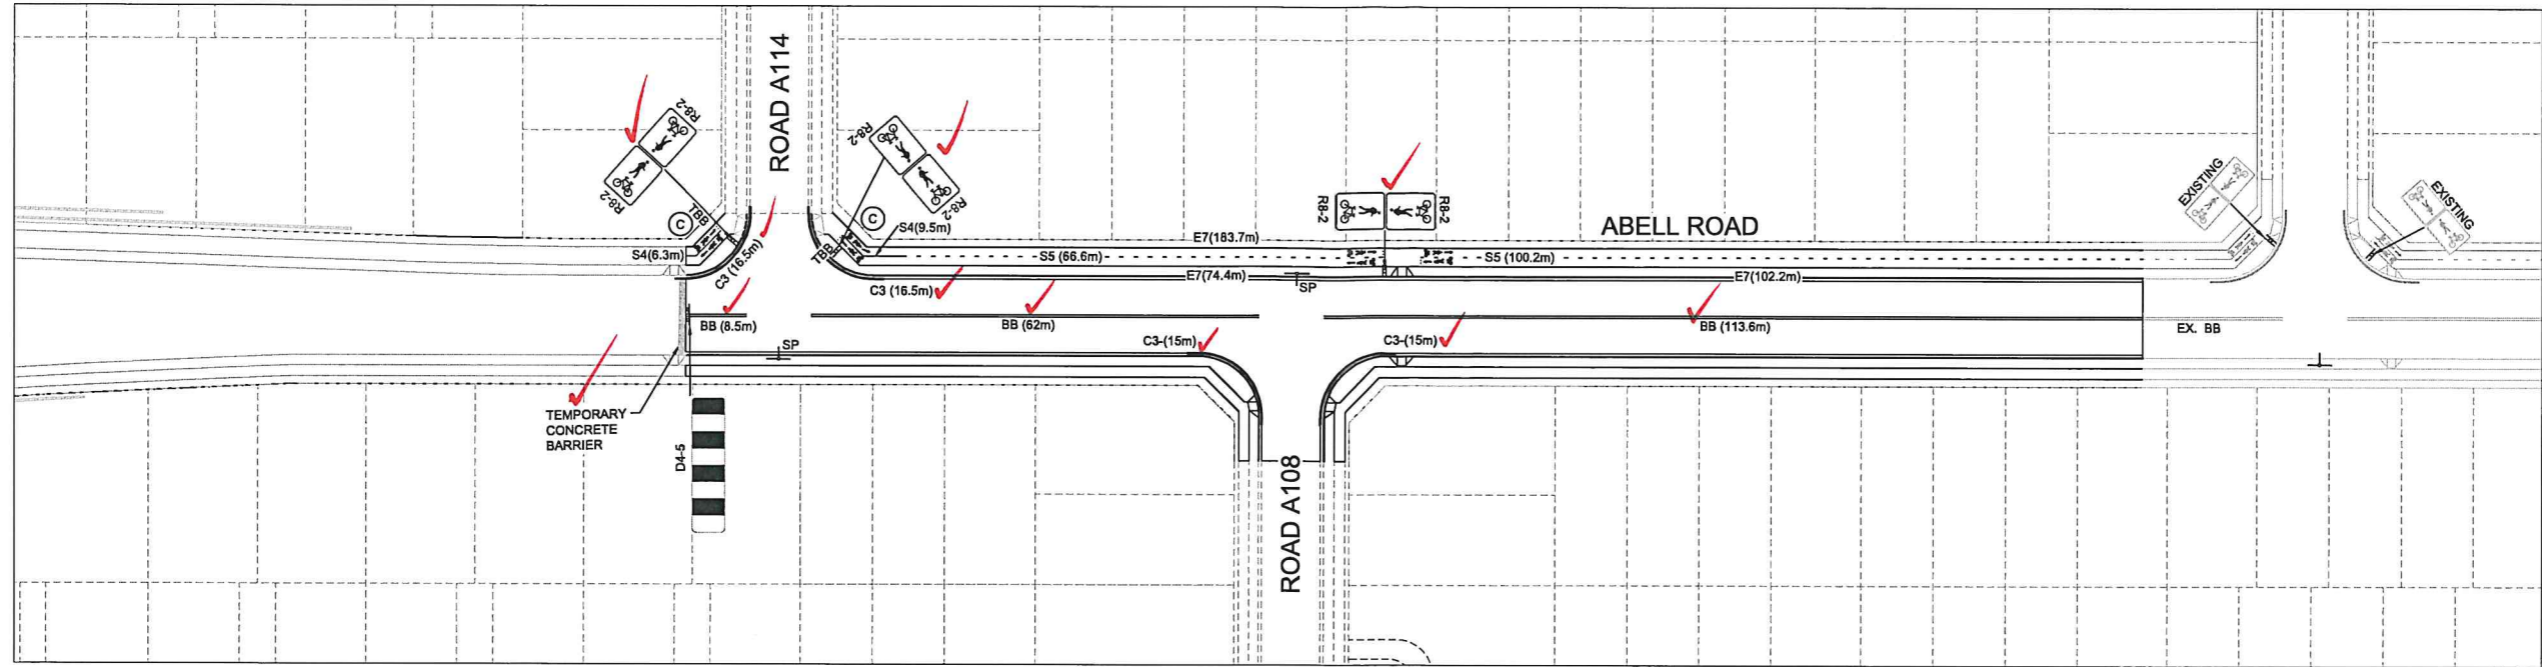 ROAD A114
R8-2
R8-2
R8-2
R8-2
TBB
C
S4(6.3m)
C3 (16.5m)
TBB
C
S4(9.5m)
E7(183.7m)
S5 (66.6m)
R8-2
R8-2
ABELL ROAD
S5 (100.2m)
EXISTING
EXISTING
C3 (16.5m)
E7(74.4m)
SP
E7(102.2m)
BB (8.5m)
BB (62m)
BB (113.6m)
EX. BB
SP
C3-(15m)
C3-(15m)
TEMPORARY
CONCRETE
BARRIER
D4-5
ROAD A108